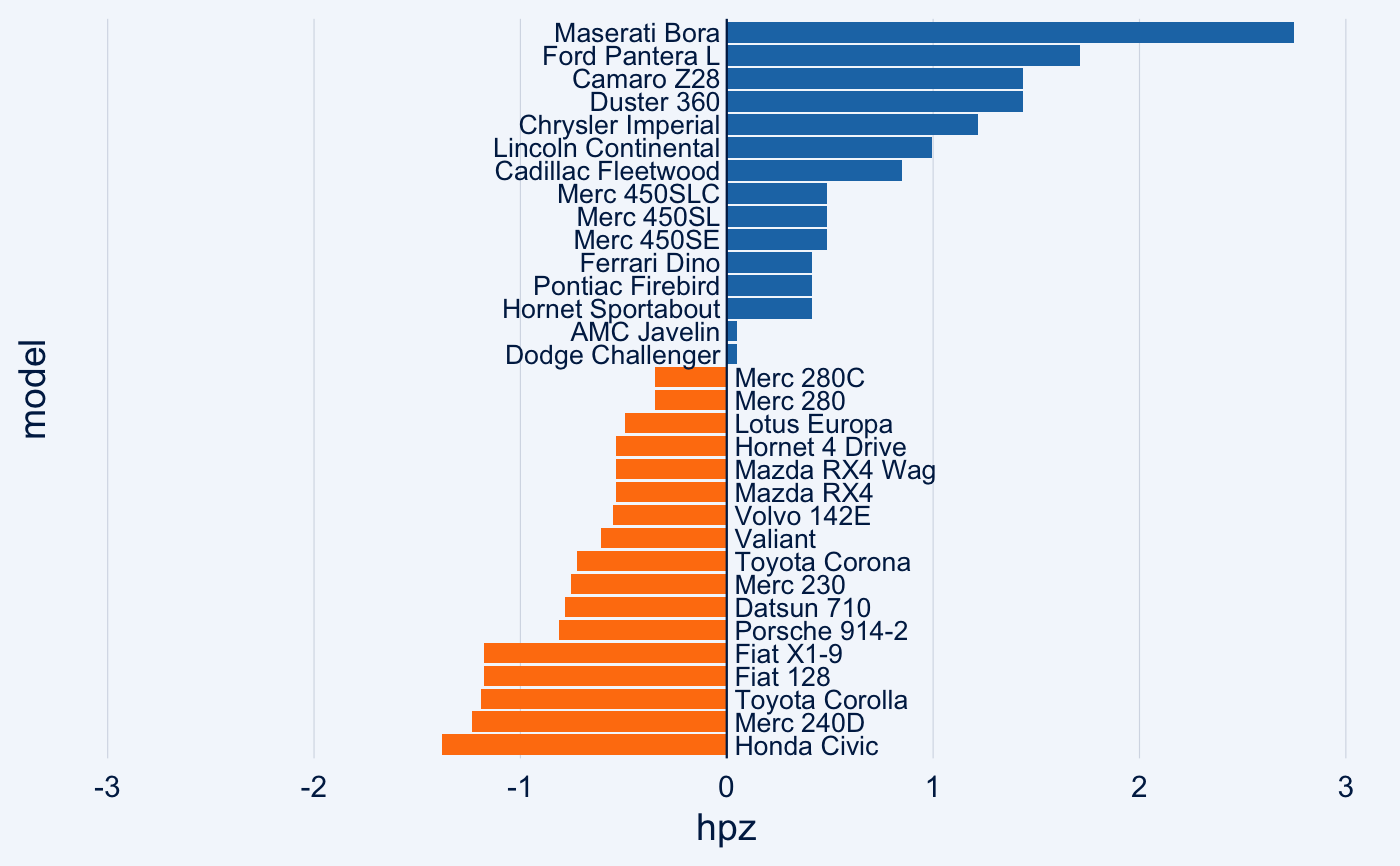 Maserati Bora
Ford Pantera L
Camaro Z28
Duster 360
Chrysler Imperial
Lincoln Continental
Cadillac Fleetwood
Merc 450SLC
Merc 450SL
Merc 450SE
Ferrari Dino
Pontiac Firebird
Hornet Sportabout
AMC Javelin
Dodge Challenger
Merc 280C
Merc 280
Lotus Europa
Hornet 4 Drive
Mazda RX4 Wag
Mazda RX4
Volvo 142E
Valiant
Toyota Corona
Merc 230
Datsun 710
Porsche 914-2
Fiat X1-9
Fiat 128
Toyota Corolla
Merc 240D
Honda Civic
model
-3 -2 -1 0 1 2 3
hpz